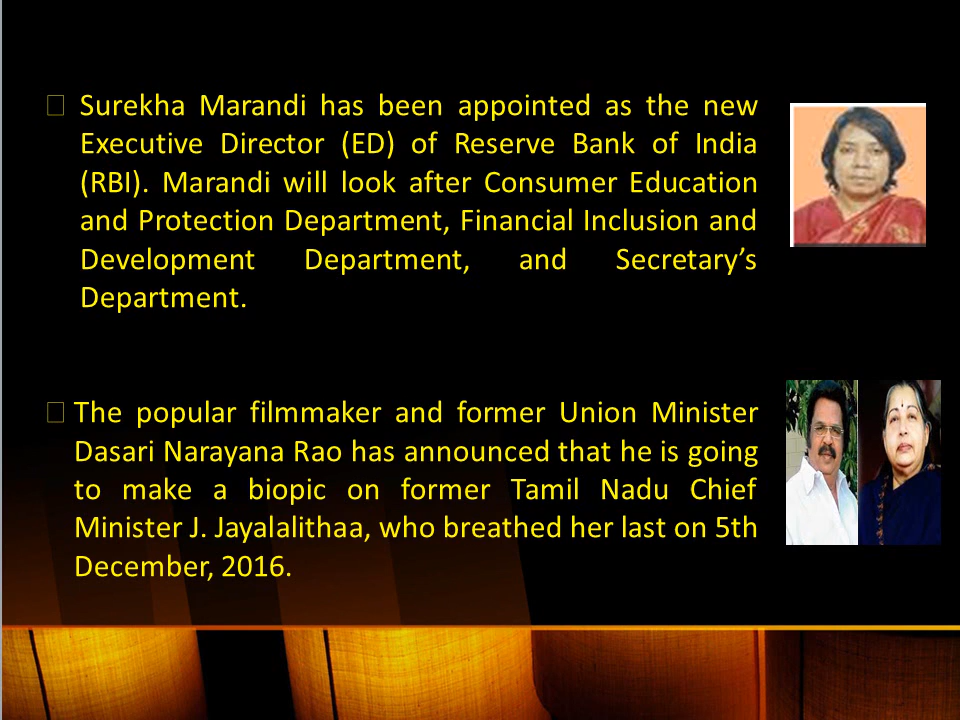 Surekha Marandi has been appointed as the new
Executive Director (ED) of Reserve Bank of India
(RBI). Marandi will look after Consumer Education
and Protection Department, Financial Inclusion and
Development Department, and Secretary’s
Department.
The popular filmmaker and former Union Minister
Dasari Narayana Rao has announced that he is going
to make a biopic on former Tamil Nadu Chief
Minister J. Jayalalithaa, who breathed her last on 5th
December, 2016.